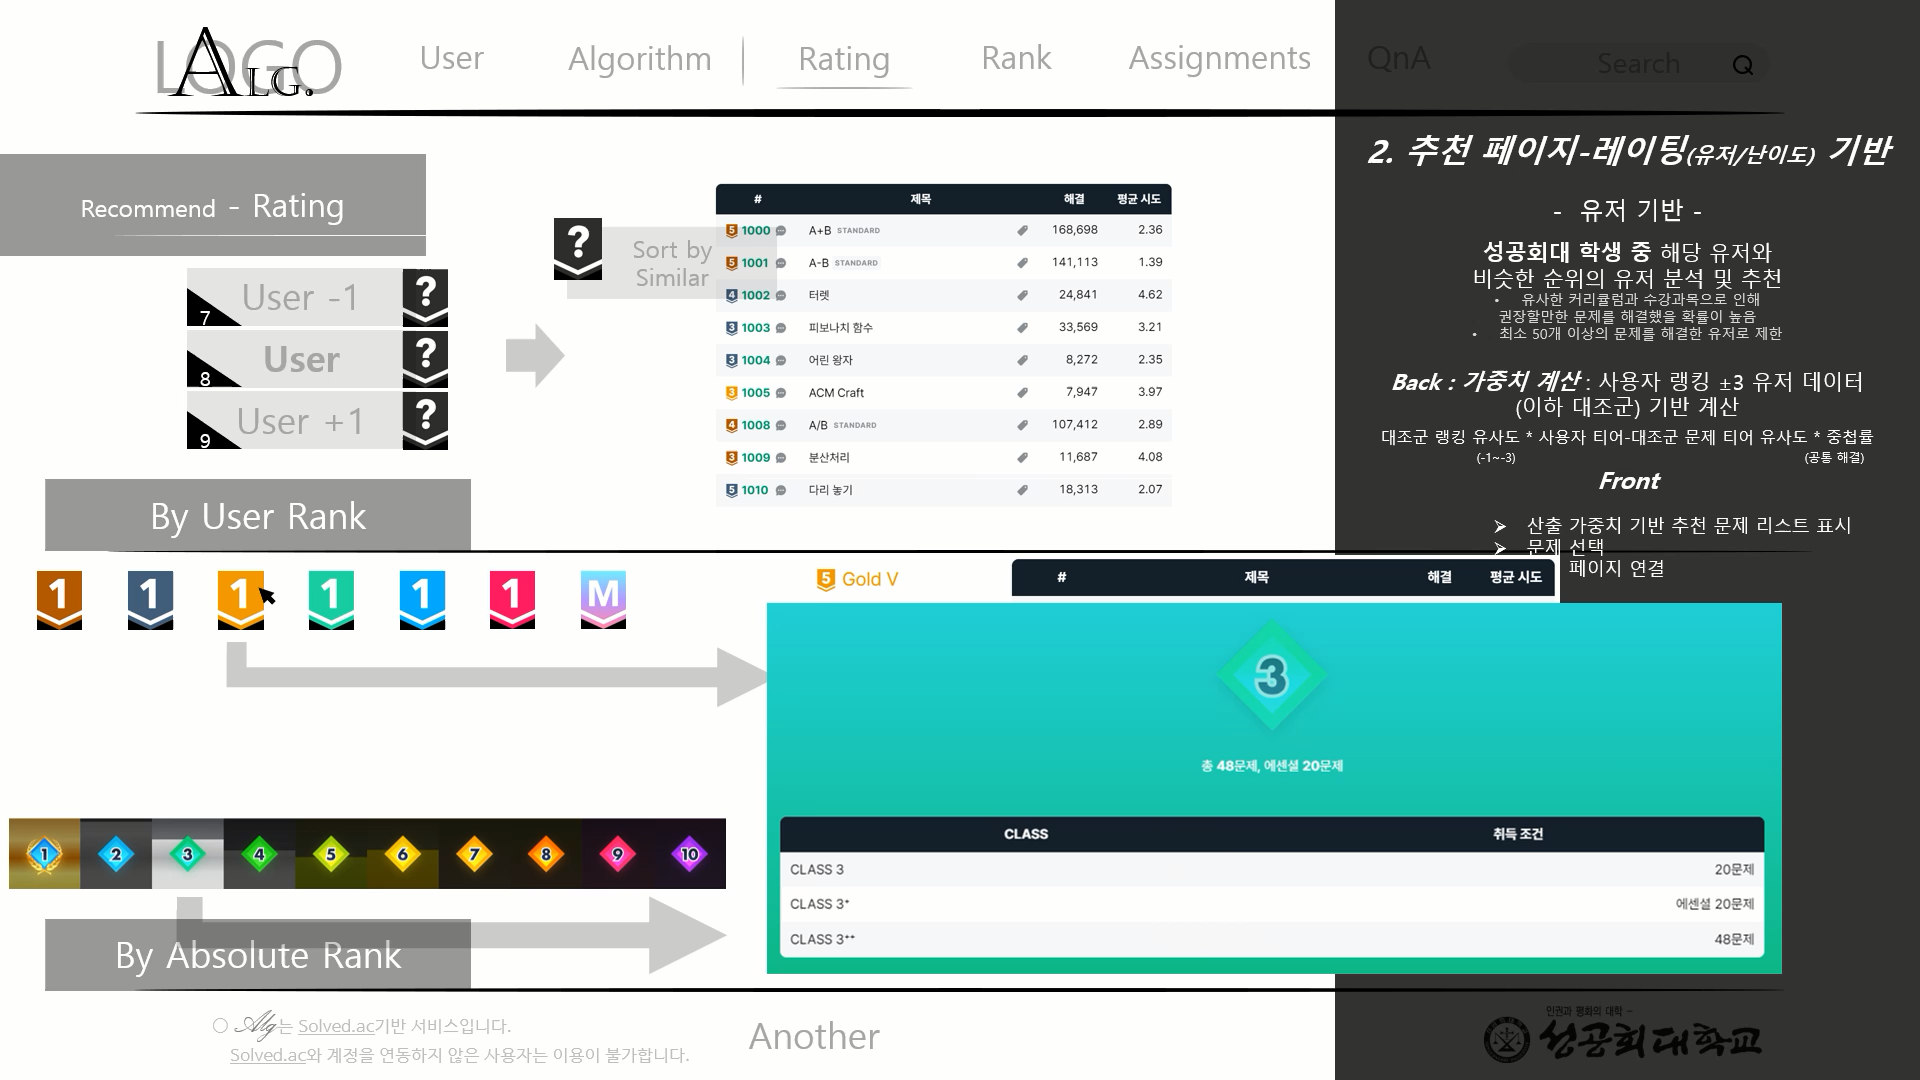 LOGO
ALG.
User
Algorithm
Rating
Rank
Assignments
QnA
Search
Recommend - Rating
7
User -1
?
8
User
?
9
User +1
?
?
Sort by
Similar
# 제목 해결 평균 시도
5 1000 A+B STANDARD 168,698 2.36
5 1001 A-B STANDARD 141,113 1.39
4 1002 터렛 24,841 4.62
3 1003 피보나치 함수 33,569 3.21
3 1004 어린 왕자 8,272 2.35
3 1005 ACM Craft 7,947 3.97
4 1008 A/B STANDARD 107,412 2.89
3 1009 분산처리 11,687 4.08
5 1010 다리 놓기 18,313 2.07
By User Rank
1 1 1 1 1 1 M
5 Gold V
# 제목 해결 평균 시도
3
총 48문제, 에센셜 20문제
CLASS 취득 조건
CLASS 3 20문제
CLASS 3+ 에센셜 20문제
CLASS 3++ 48문제
1 2 3 4 5 6 7 8 9 10
By Absolute Rank
2. 추천 페이지-레이팅(유저/난이도) 기반
- 유저 기반 -
성공회대 학생 중 해당 유저와
비슷한 순위의 유저 분석 및 추천
• 유사한 커리큘럼과 수강과목으로 인해
권장할만한 문제를 해결했을 확률이 높음
• 최소 50개 이상의 문제를 해결한 유저로 제한
Back : 가중치 계산 : 사용자 랭킹 ±3 유저 데이터
(이하 대조군) 기반 계산
대조군 랭킹 유사도 * 사용자 티어-대조군 문제 티어 유사도 * 중첩률
(-1~-3) (공통 해결)
Front
➢ 산출 가중치 기반 추천 문제 리스트 표시
➢ 문제 선택
페이지 연결
○ Alg는 Solved.ac기반 서비스입니다.
Solved.ac와 계정을 연동하지 않은 사용자는 이용이 불가합니다.
Another
인권과 평화의 대학 –
성공회대학교